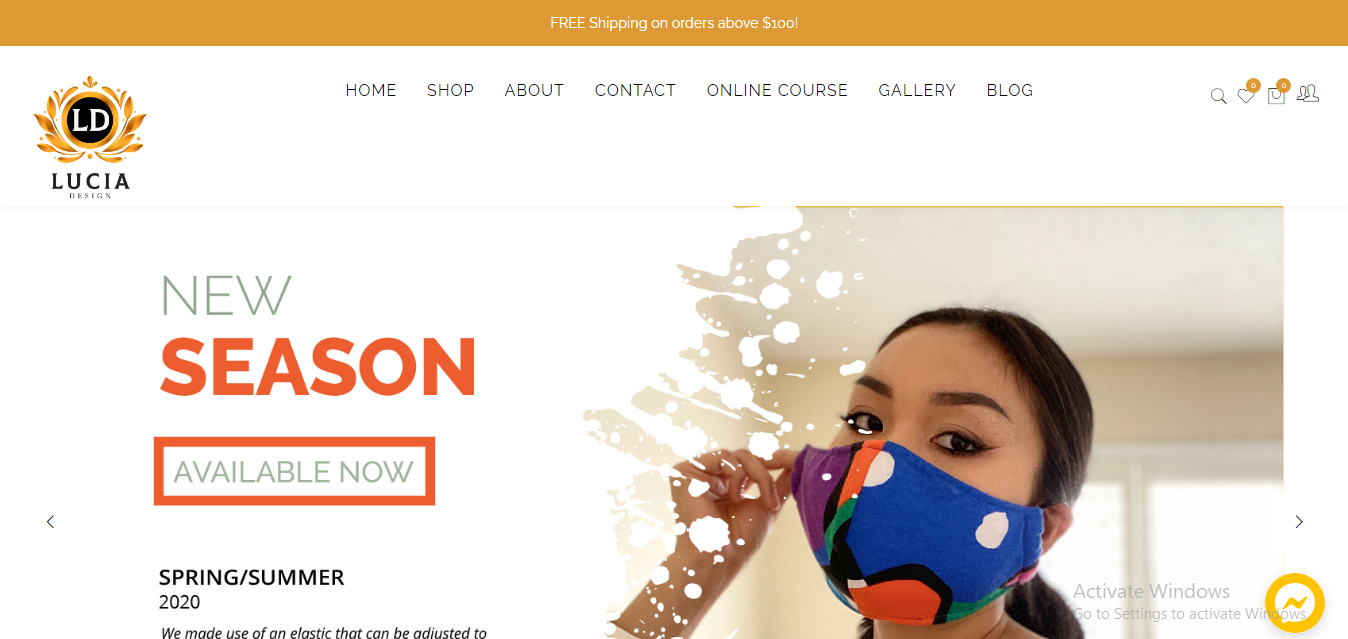 FREE Shipping on orders above $100!
HOME SHOP ABOUT CONTACT ONLINE COURSE GALLERY BLOG
0 0
LD
LUCIA
DESIGN
NEW
SEASON
AVAILABLE NOW
SPRING/SUMMER
2020
We made use of an elastic that can be adjusted to
Activate Windows
Go to Settings to activate Windows.